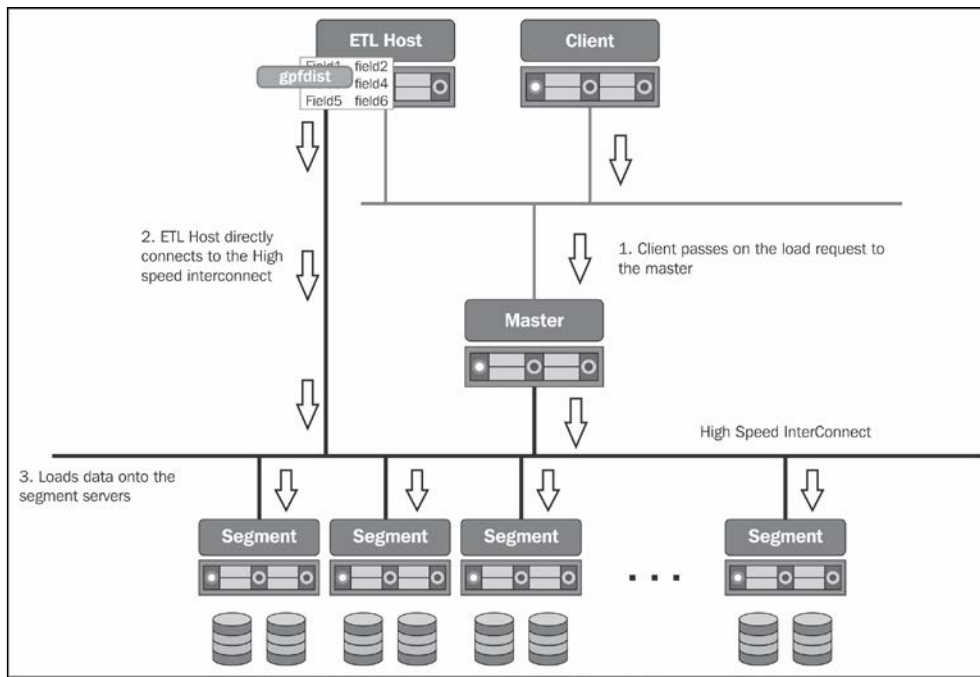 ETL Host
Client
Field1 field2
gpfdist
field4
Field5 field6
2. ETL Host directly
connects to the High
speed interconnect
1. Client passes on the load request to
the master
Master
High Speed InterConnect
3. Loads data onto the
segment servers
Segment
Segment
Segment
Segment